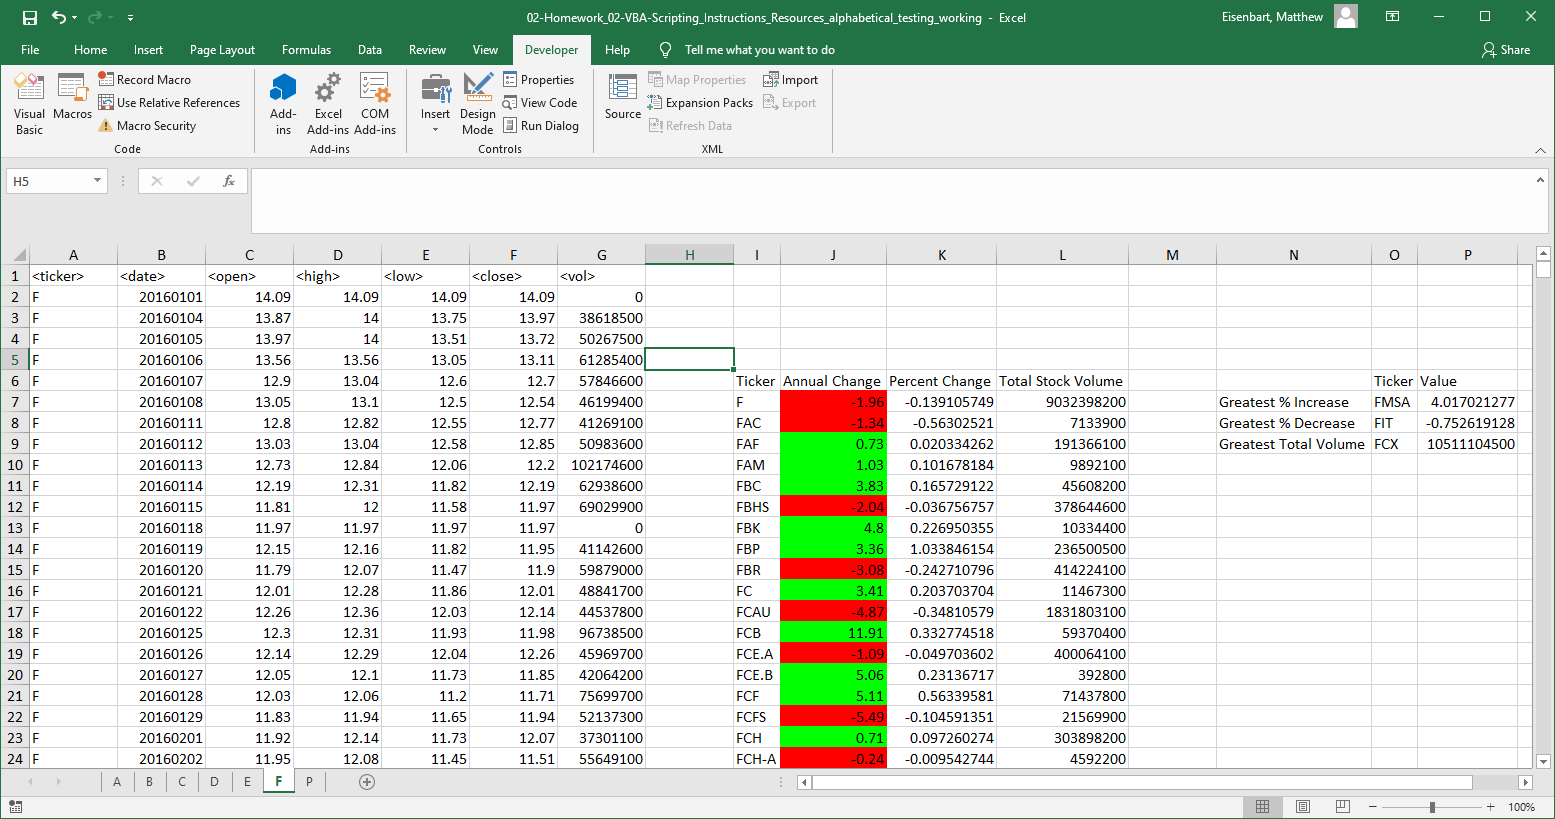 02-Homework_02-VBA-Scripting_Instructions_Resources_alphabetical_testing_working - Excel
Eisenbart, Matthew
File Home Insert Page Layout Formulas Data Review View Developer Help Tell me what you want to do Share
Visual Basic
Macros
Record Macro
Use Relative References
Macro Security
Code
Add-ins
Excel Add-ins
COM Add-ins
Add-ins
Insert
Design Mode
Properties
View Code
Run Dialog
Controls
Source
Map Properties
Expansion Packs
Refresh Data
Import
Export
XML
H5
fx
A B C D E F G H I J K L M N O P
1 <ticker> <date> <open> <high> <low> <close> <vol>
2 F 20160101 14.09 14.09 14.09 14.09 0
3 F 20160104 13.87 14 13.75 13.97 38618500
4 F 20160105 13.97 14 13.51 13.72 50267500
5 F 20160106 13.56 13.56 13.05 13.11 61285400
6 F 20160107 12.9 13.04 12.6 12.7 57846600 Ticker Annual Change Percent Change Total Stock Volume Ticker Value
7 F 20160108 13.05 13.1 12.5 12.54 46199400 F -1.96 -0.139105749 9032398200 Greatest % Increase FMSA 4.017021277
8 F 20160111 12.8 12.82 12.55 12.77 41269100 FAC -1.34 -0.56302521 7133900 Greatest % Decrease FIT -0.752619128
9 F 20160112 13.03 13.04 12.58 12.85 50983600 FAF 0.73 0.020334262 191366100 Greatest Total Volume FCX 10511104500
10 F 20160113 12.73 12.84 12.06 12.2 102174600 FAM 1.03 0.101678184 9892100
11 F 20160114 12.19 12.31 11.82 12.19 62938600 FBC 3.83 0.165729122 45608200
12 F 20160115 11.81 12 11.58 11.97 69029900 FBHS -2.04 -0.036756757 378644600
13 F 20160118 11.97 11.97 11.97 11.97 0 FBK 4.8 0.226950355 10334400
14 F 20160119 12.15 12.16 11.82 11.95 41142600 FBP 3.36 1.033846154 236500500
15 F 20160120 11.79 12.07 11.47 11.9 59879000 FBR -3.08 -0.242710796 414224100
16 F 20160121 12.01 12.28 11.86 12.01 48841700 FC 3.41 0.203703704 11467300
17 F 20160122 12.26 12.36 12.03 12.14 44537800 FCAU -4.87 -0.34810579 1831803100
18 F 20160125 12.3 12.31 11.93 11.98 96738500 FCB 11.91 0.332774518 59370400
19 F 20160126 12.14 12.29 12.04 12.26 45969700 FCE.A -1.09 -0.049703602 400064100
20 F 20160127 12.05 12.1 11.73 11.85 42064200 FCE.B 5.06 0.23136717 392800
21 F 20160128 12.03 12.06 11.2 11.71 75699700 FCF 5.11 0.56339581 71437800
22 F 20160129 11.83 11.94 11.65 11.94 52137300 FCFS -5.49 -0.104591351 21569900
23 F 20160201 11.92 12.14 11.73 12.07 37301100 FCH 0.71 0.097260274 303898200
24 F 20160202 11.95 12.08 11.45 11.51 55649100 FCH-A -0.24 -0.009542744 4592200
A B C D E F P
100%